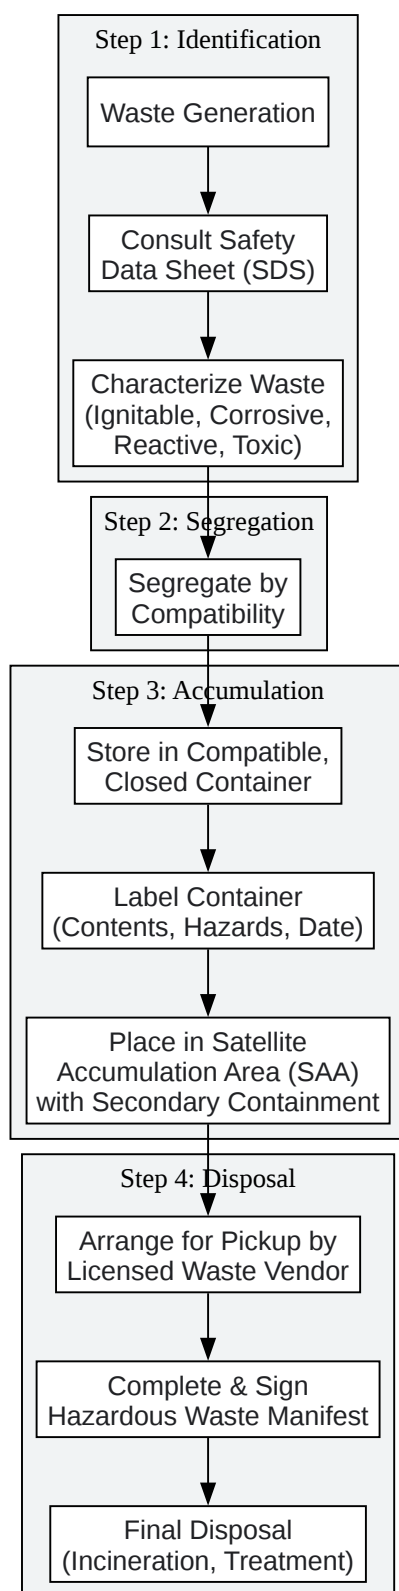 Step 1: Identification
Waste Generation
Consult Safety
Data Sheet (SDS)
Characterize Waste
(Ignitable, Corrosive,
Reactive, Toxic)
Step 2: Segregation
Segregate by
Compatibility
Step 3: Accumulation
Store in Compatible,
Closed Container
Label Container
(Contents, Hazards, Date)
Place in Satellite
Accumulation Area (SAA)
with Secondary Containment
Step 4: Disposal
Arrange for Pickup by
Licensed Waste Vendor
Complete & Sign
Hazardous Waste Manifest
Final Disposal
(Incineration, Treatment)